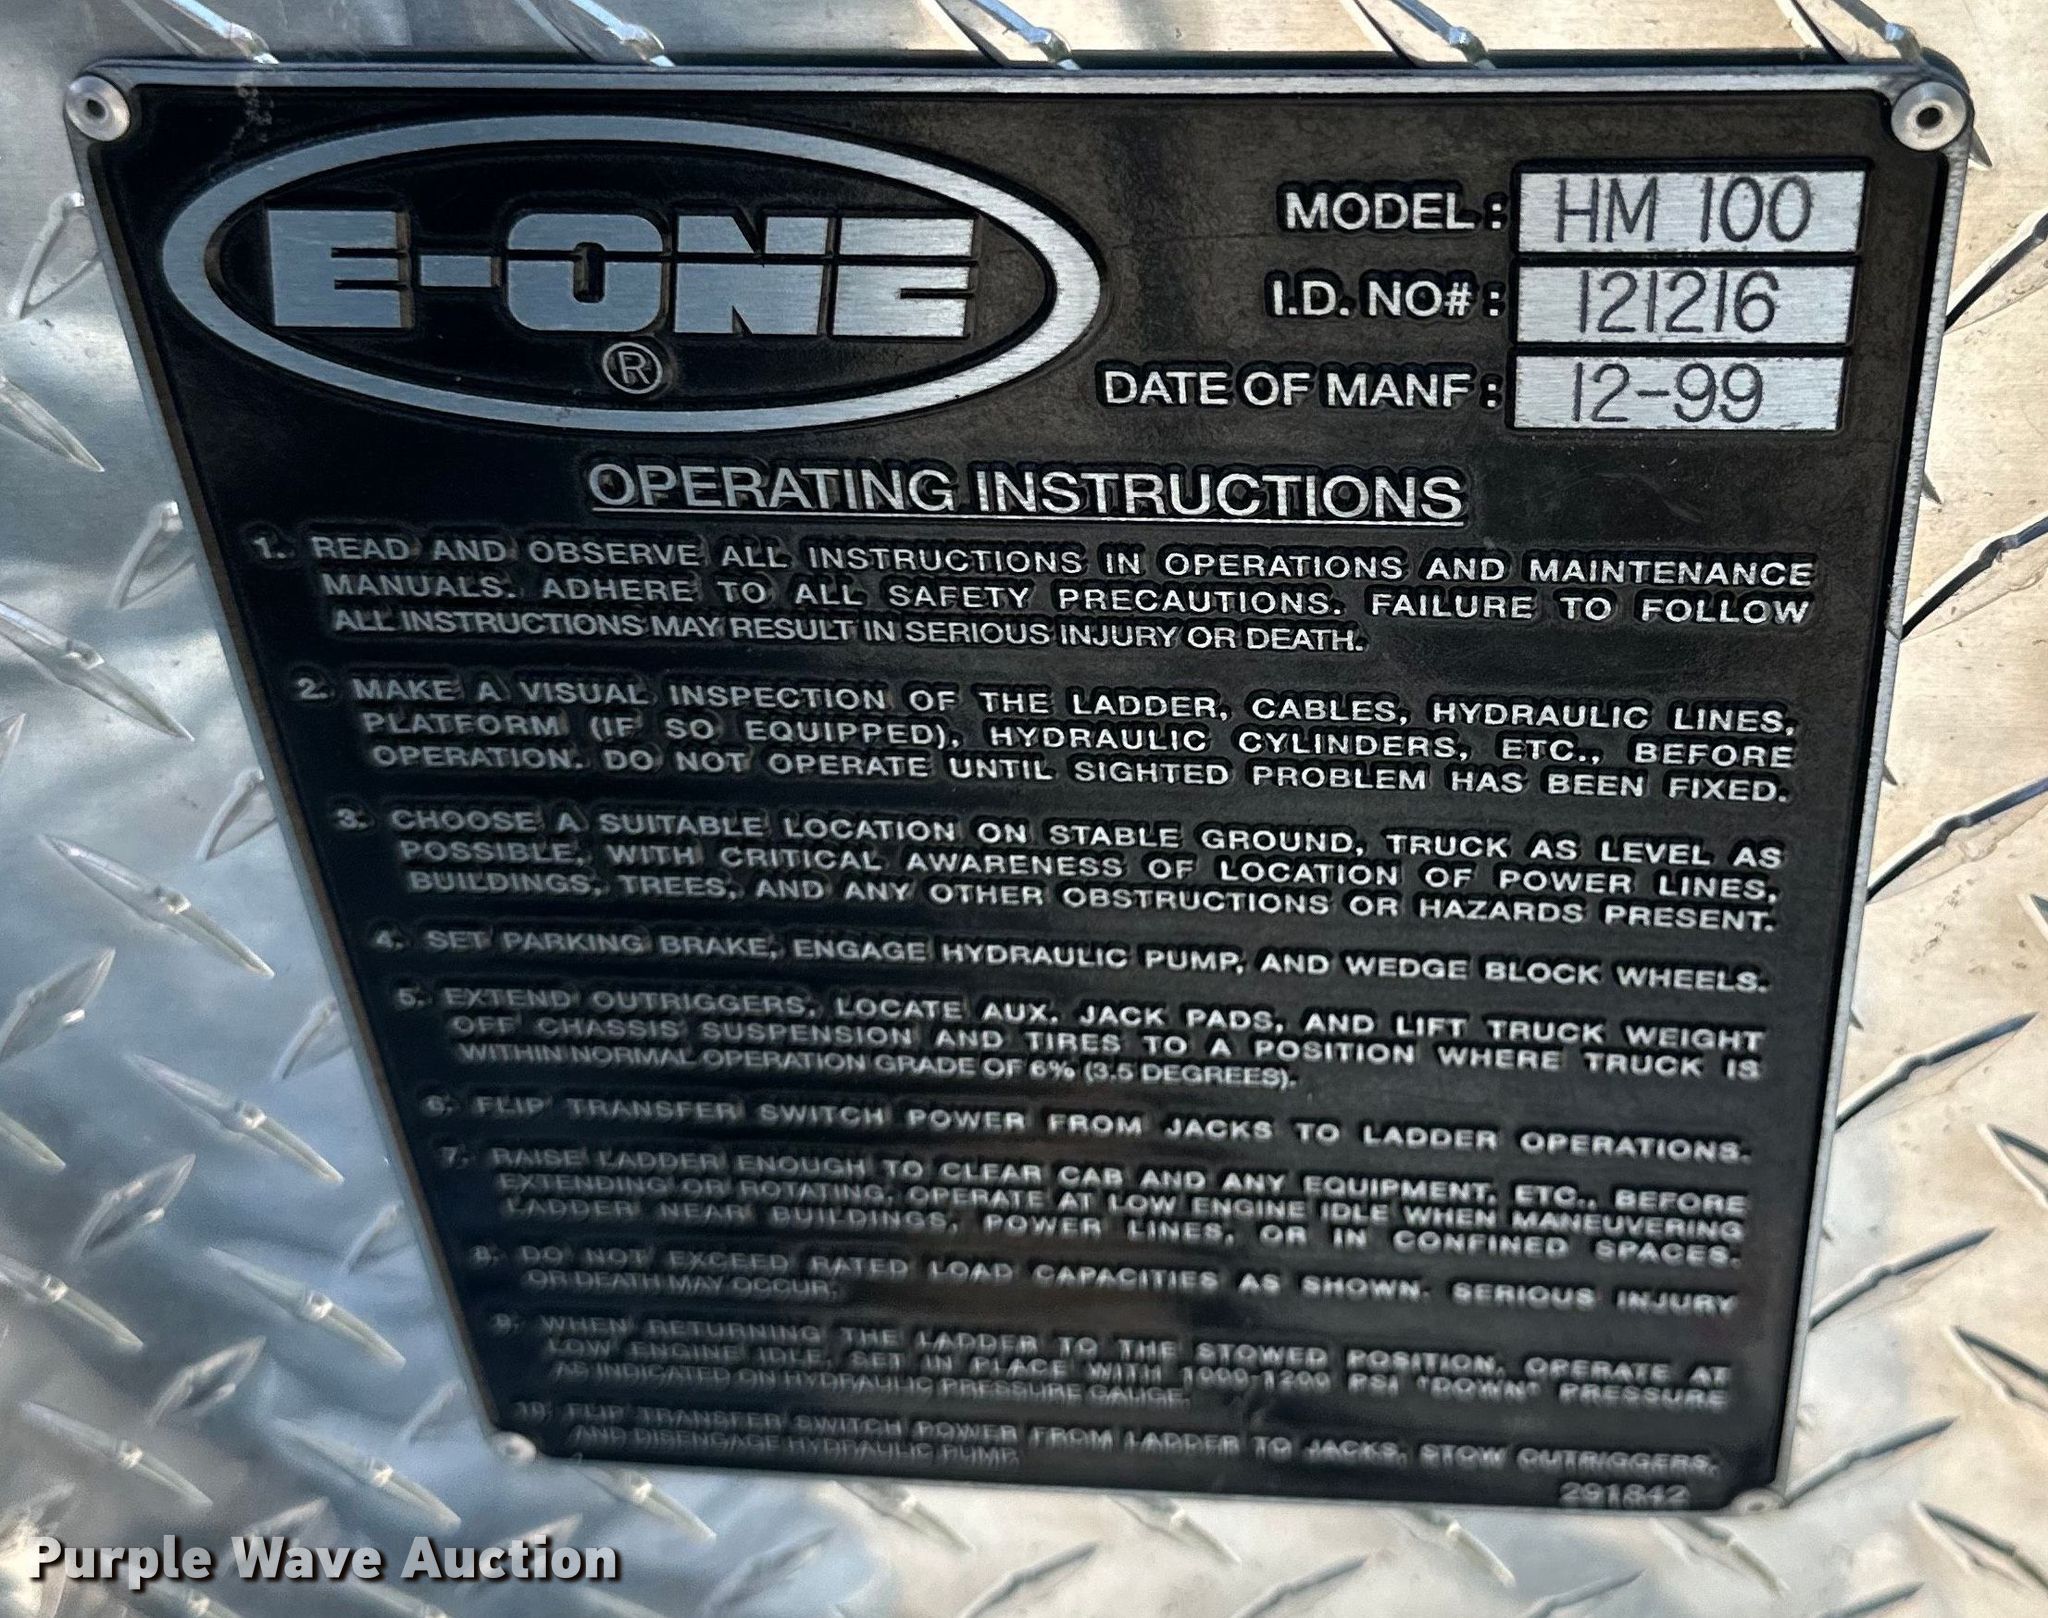 E-ONE
®
MODEL: HM 100
I.D. NO#: 121216
DATE OF MANF: 12-99
OPERATING INSTRUCTIONS
1. READ AND OBSERVE ALL INSTRUCTIONS IN OPERATIONS AND MAINTENANCE
MANUALS. ADHERE TO ALL SAFETY PRECAUTIONS. FAILURE TO FOLLOW
ALL INSTRUCTIONS MAY RESULT IN SERIOUS INJURY OR DEATH.
2. MAKE A VISUAL INSPECTION OF THE LADDER, CABLES, HYDRAULIC LINES,
PLATFORM (IF SO EQUIPPED), HYDRAULIC CYLINDERS, ETC., BEFORE
OPERATION. DO NOT OPERATE UNTIL SIGHTED PROBLEM HAS BEEN FIXED.
3. CHOOSE A SUITABLE LOCATION ON STABLE GROUND, TRUCK AS LEVEL AS
POSSIBLE, WITH CRITICAL AWARENESS OF LOCATION OF POWER LINES,
BUILDINGS, TREES, AND ANY OTHER OBSTRUCTIONS OR HAZARDS PRESENT.
4. SET PARKING BRAKE, ENGAGE HYDRAULIC PUMP, AND WEDGE BLOCK WHEELS.
5. EXTEND OUTRIGGERS, LOCATE AUX. JACK PADS, AND LIFT TRUCK WEIGHT
OFF CHASSIS SUSPENSION AND TIRES TO A POSITION WHERE TRUCK IS
WITHIN NORMAL OPERATION GRADE OF 6% (3.5 DEGREES).
6. FLIP TRANSFER SWITCH POWER FROM JACKS TO LADDER OPERATIONS.
7. RAISE LADDER ENOUGH TO CLEAR CAB AND ANY EQUIPMENT, ETC., BEFORE
EXTENDING OR ROTATING, OPERATE AT LOW ENGINE IDLE WHEN MANEUVERING
LADDER NEAR BUILDINGS, POWER LINES, OR IN CONFINED SPACES.
8. DO NOT EXCEED RATED LOAD CAPACITIES AS SHOWN. SERIOUS INJURY
OR DEATH MAY OCCUR.
9. WHEN RETURNING THE LADDER TO THE STOWED POSITION, OPERATE AT
LOW ENGINE IDLE, SET IN PLACE WITH 1000-1200 PSI "DOWN" PRESSURE
AS INDICATED ON HYDRAULIC PRESSURE GAUGE.
10. FLIP TRANSFER SWITCH POWER FROM LADDER TO JACKS, STOW OUTRIGGERS,
AND DISENGAGE HYDRAULIC PUMP.
291842
Purple Wave Auction